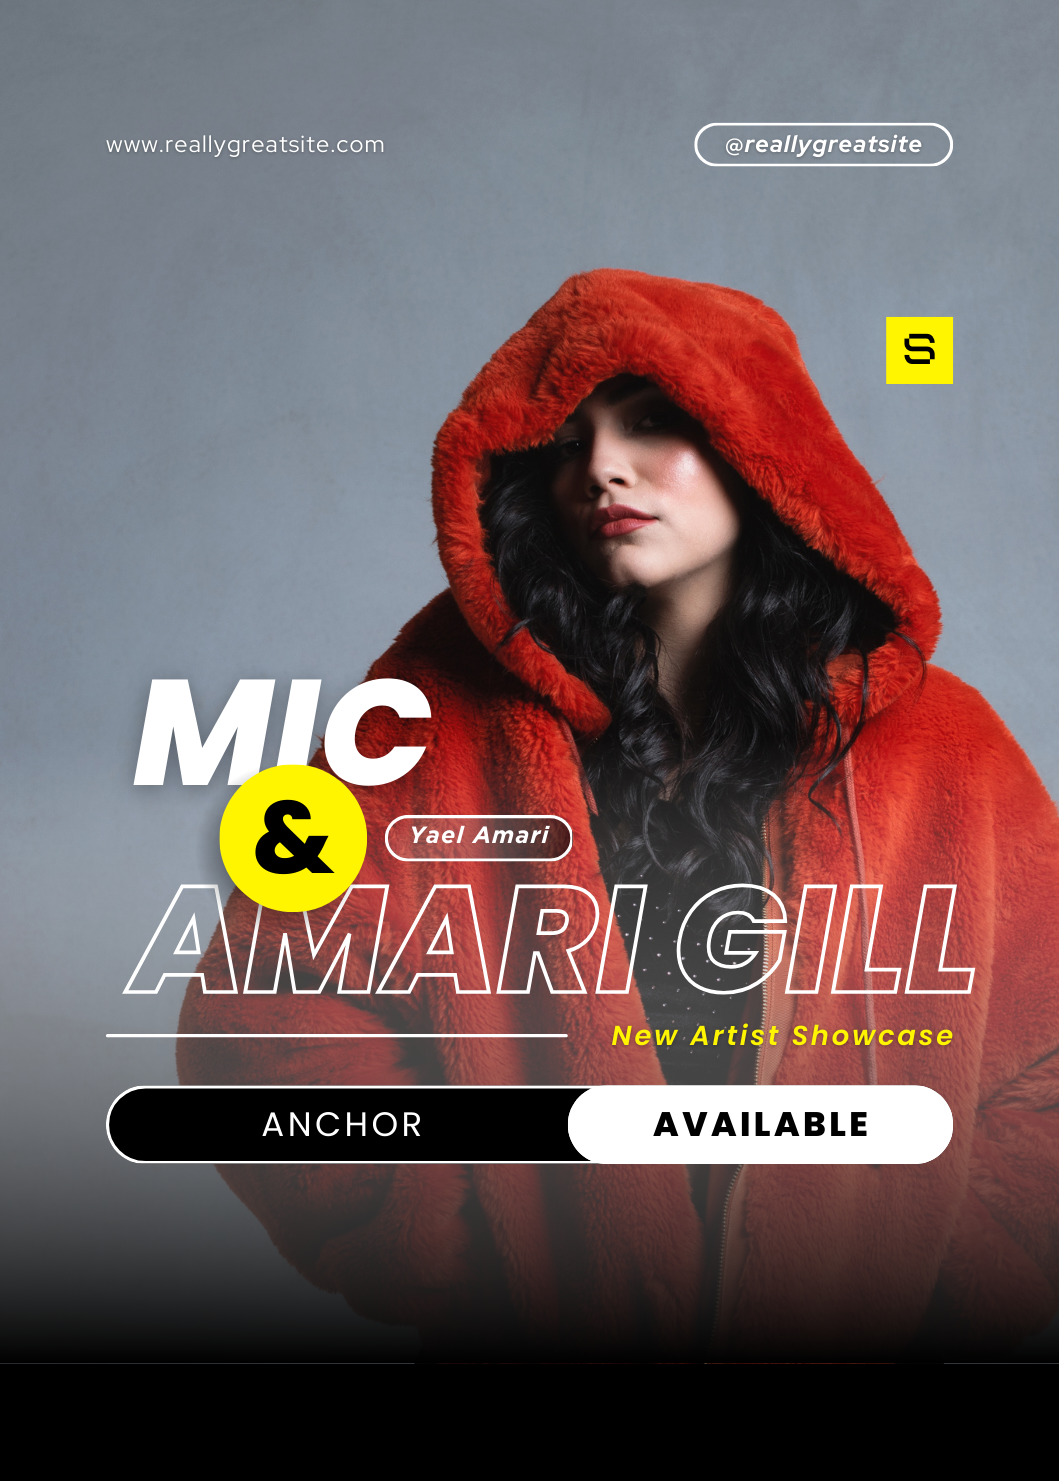 www.reallygreatsite.com
@reallygreatsite
S
MIC
&
Yael Amari
AMARI GILL
New Artist Showcase
ANCHOR
AVAILABLE